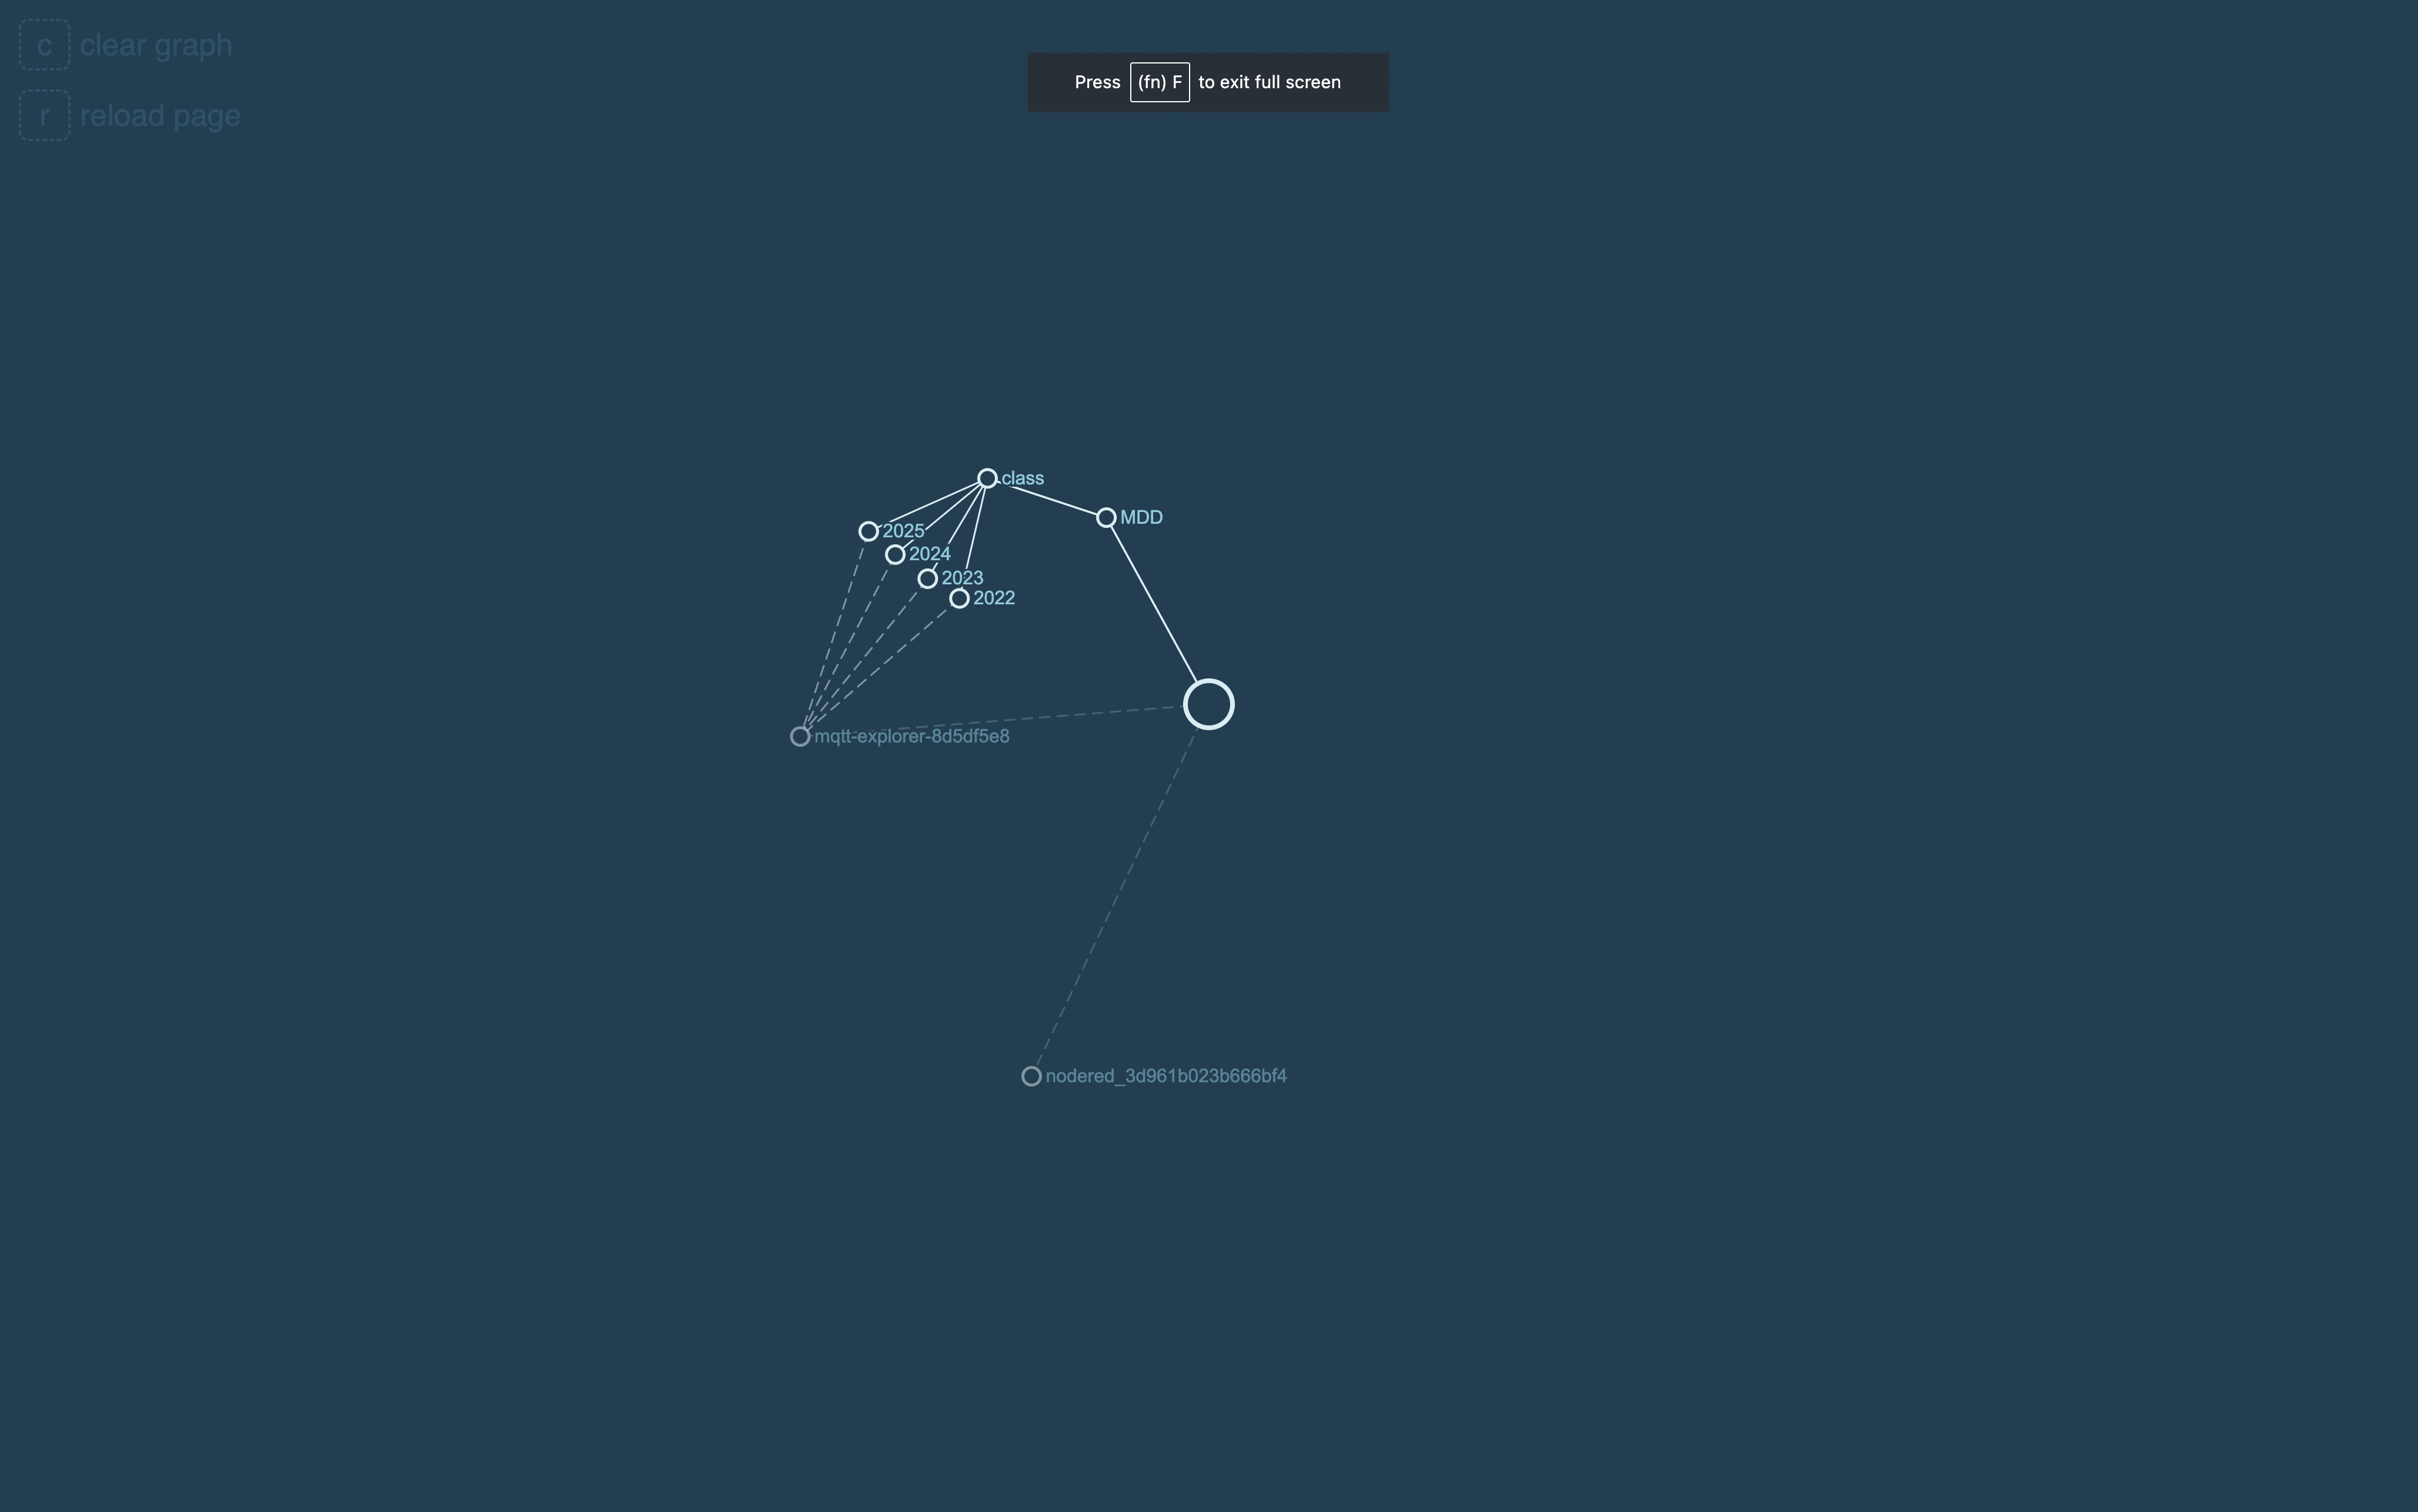 c clear graph
r reload page
Press (fn) F to exit full screen
class
MDD
2025
2024
2023
2022
mqtt-explorer-8d5df5e8
nodered_3d961b023b666bf4